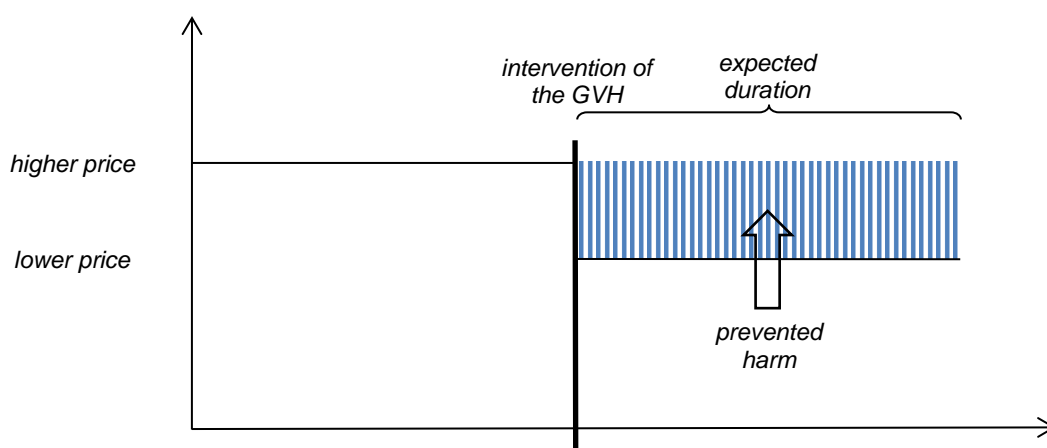 intervention of
the GVH
expected
duration
higher price
lower price
prevented
harm